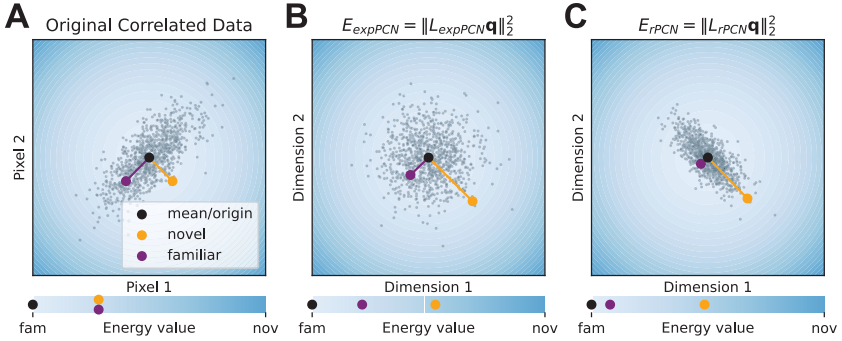 A
Original Correlated Data
Pixel 2
mean/origin
novel
familiar
Pixel 1
fam
Energy value
nov
B
E_expPCN = ‖L_expPCN q‖₂²
Dimension 2
Dimension 1
fam
Energy value
nov
C
E_rPCN = ‖L_rPCN q‖₂²
Dimension 2
Dimension 1
fam
Energy value
nov